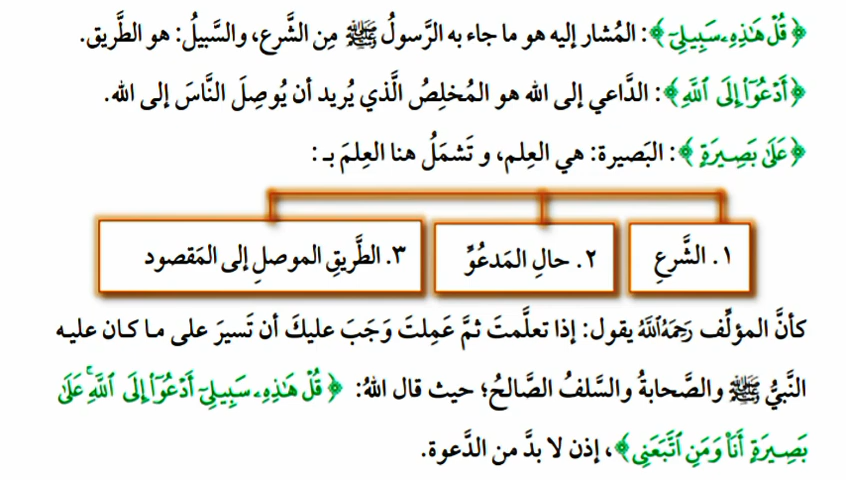 ﴿قُلْ هَٰذِهِۦ سَبِيلِيٓ﴾: المُشار إليه هو ما جاء به الرَّسولُ ﷺ مِن الشَّرع، والسَّبيلُ: هو الطَّريق.
﴿أَدْعُوٓا۟ إِلَى ٱللَّهِ﴾: الدَّاعي إلى الله هو المُخلِصُ الَّذي يُريد أن يُوصِلَ النَّاسَ إلى الله.
﴿عَلَىٰ بَصِيرَةٍ﴾: البَصيرة: هي العِلم، و تَشمَلُ هنا العِلمَ بـ :
١. الشَّرعِ
٢. حالِ المَدعُوِّ
٣. الطَّريقِ الموصلِ إلى المَقصود
كأنَّ المؤلِّف رَحِمَهُ ٱللَّهُ يقول: إذا تعلَّمتَ ثمَّ عَمِلتَ وَجَبَ عليكَ أن تَسيرَ على ما كان عليه
النَّبيُّ ﷺ والصَّحابةُ والسَّلفُ الصَّالحُ؛ حيث قال اللهُ: ﴿قُلْ هَٰذِهِۦ سَبِيلِيٓ أَدْعُوٓا۟ إِلَى ٱللَّهِۚ عَلَىٰ
بَصِيرَةٍ أَنَا۠ وَمَنِ ٱتَّبَعَنِي﴾، إذن لا بدَّ من الدَّعوة.